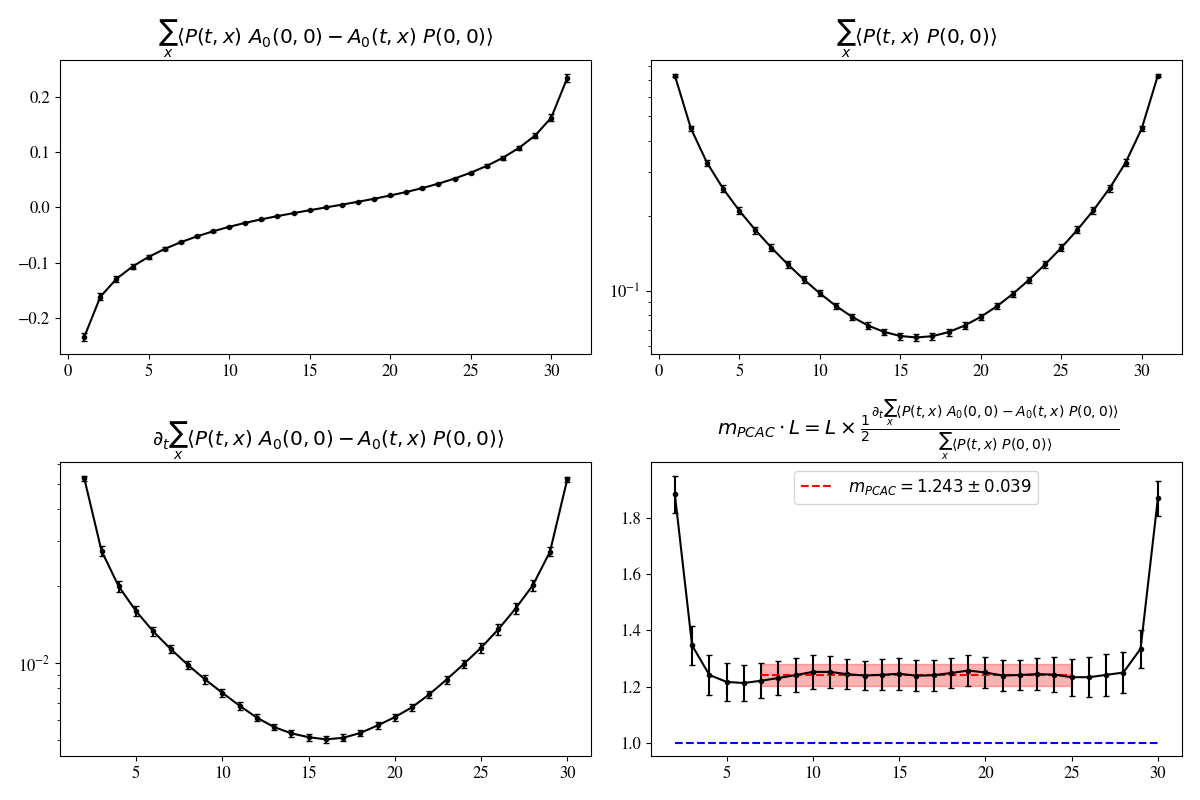 ∑ₓ⟨P(t, x) A₀(0, 0) − A₀(t, x) P(0, 0)⟩
0.2
0.1
0.0
−0.1
−0.2
0 5 10 15 20 25 30
∑ₓ⟨P(t, x) P(0, 0)⟩
10⁻¹
0 5 10 15 20 25 30
∂ₜ∑ₓ⟨P(t, x) A₀(0, 0) − A₀(t, x) P(0, 0)⟩
10⁻²
5 10 15 20 25 30
m_PCAC · L = L × 1/2 ∂ₜ∑ₓ⟨P(t, x) A₀(0, 0) − A₀(t, x) P(0, 0)⟩ / ∑ₓ⟨P(t, x) P(0, 0)⟩
m_PCAC = 1.243 ± 0.039
1.8
1.6
1.4
1.2
1.0
5 10 15 20 25 30